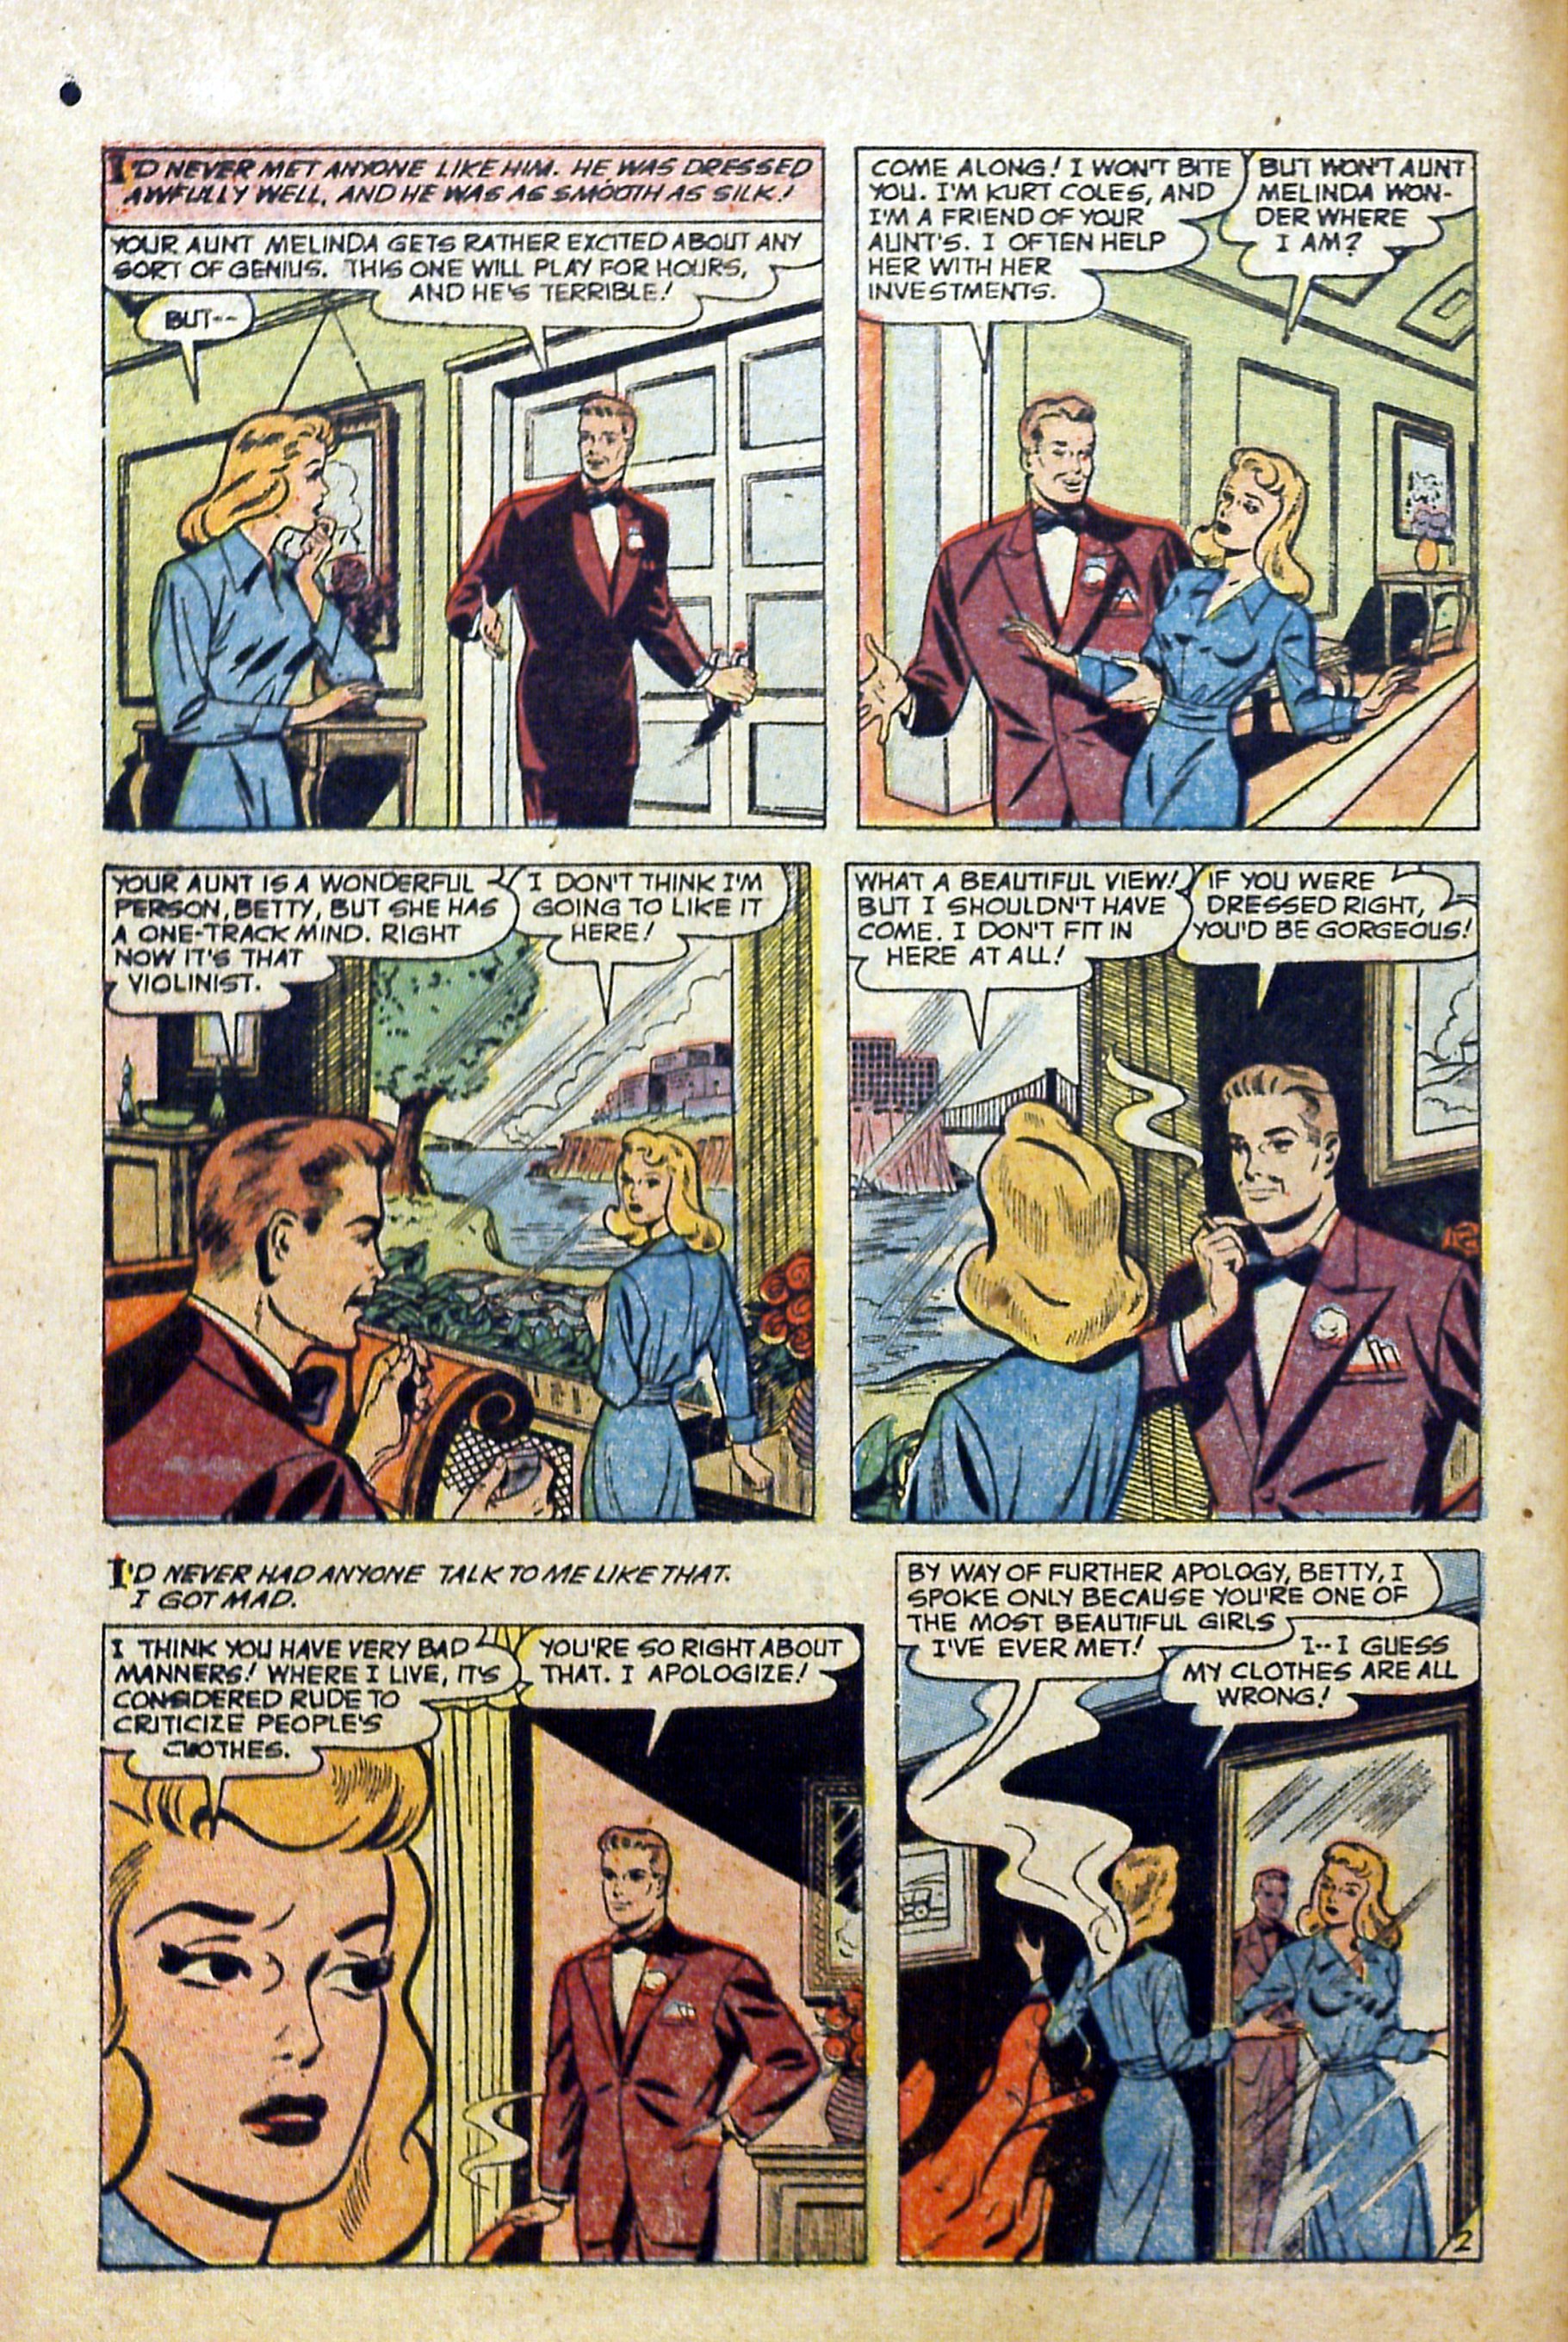 I'D NEVER MET ANYONE LIKE HIM. HE WAS DRESSED
AWFULLY WELL, AND HE WAS AS SMOOTH AS SILK!
YOUR AUNT MELINDA GETS RATHER EXCITED ABOUT ANY
SORT OF GENIUS. THIS ONE WILL PLAY FOR HOURS,
AND HE'S TERRIBLE!
BUT--
COME ALONG! I WON'T BITE
YOU. I'M KURT COLES, AND
I'M A FRIEND OF YOUR
AUNT'S. I OFTEN HELP
HER WITH HER
INVESTMENTS.
BUT WON'T AUNT
MELINDA WON-
DER WHERE
I AM?
YOUR AUNT IS A WONDERFUL
PERSON, BETTY, BUT SHE HAS
A ONE-TRACK MIND. RIGHT
NOW IT'S THAT
VIOLINIST.
I DON'T THINK I'M
GOING TO LIKE IT
HERE!
WHAT A BEAUTIFUL VIEW!
BUT I SHOULDN'T HAVE
COME. I DON'T FIT IN
HERE AT ALL!
IF YOU WERE
DRESSED RIGHT,
YOU'D BE GORGEOUS!
I'D NEVER HAD ANYONE TALK TO ME LIKE THAT.
I GOT MAD.
I THINK YOU HAVE VERY BAD
MANNERS! WHERE I LIVE, IT'S
CONSIDERED RUDE TO
CRITICIZE PEOPLE'S
CLOTHES.
YOU'RE SO RIGHT ABOUT
THAT. I APOLOGIZE!
BY WAY OF FURTHER APOLOGY, BETTY, I
SPOKE ONLY BECAUSE YOU'RE ONE OF
THE MOST BEAUTIFUL GIRLS
I'VE EVER MET!
I--I GUESS
MY CLOTHES ARE ALL
WRONG!
2